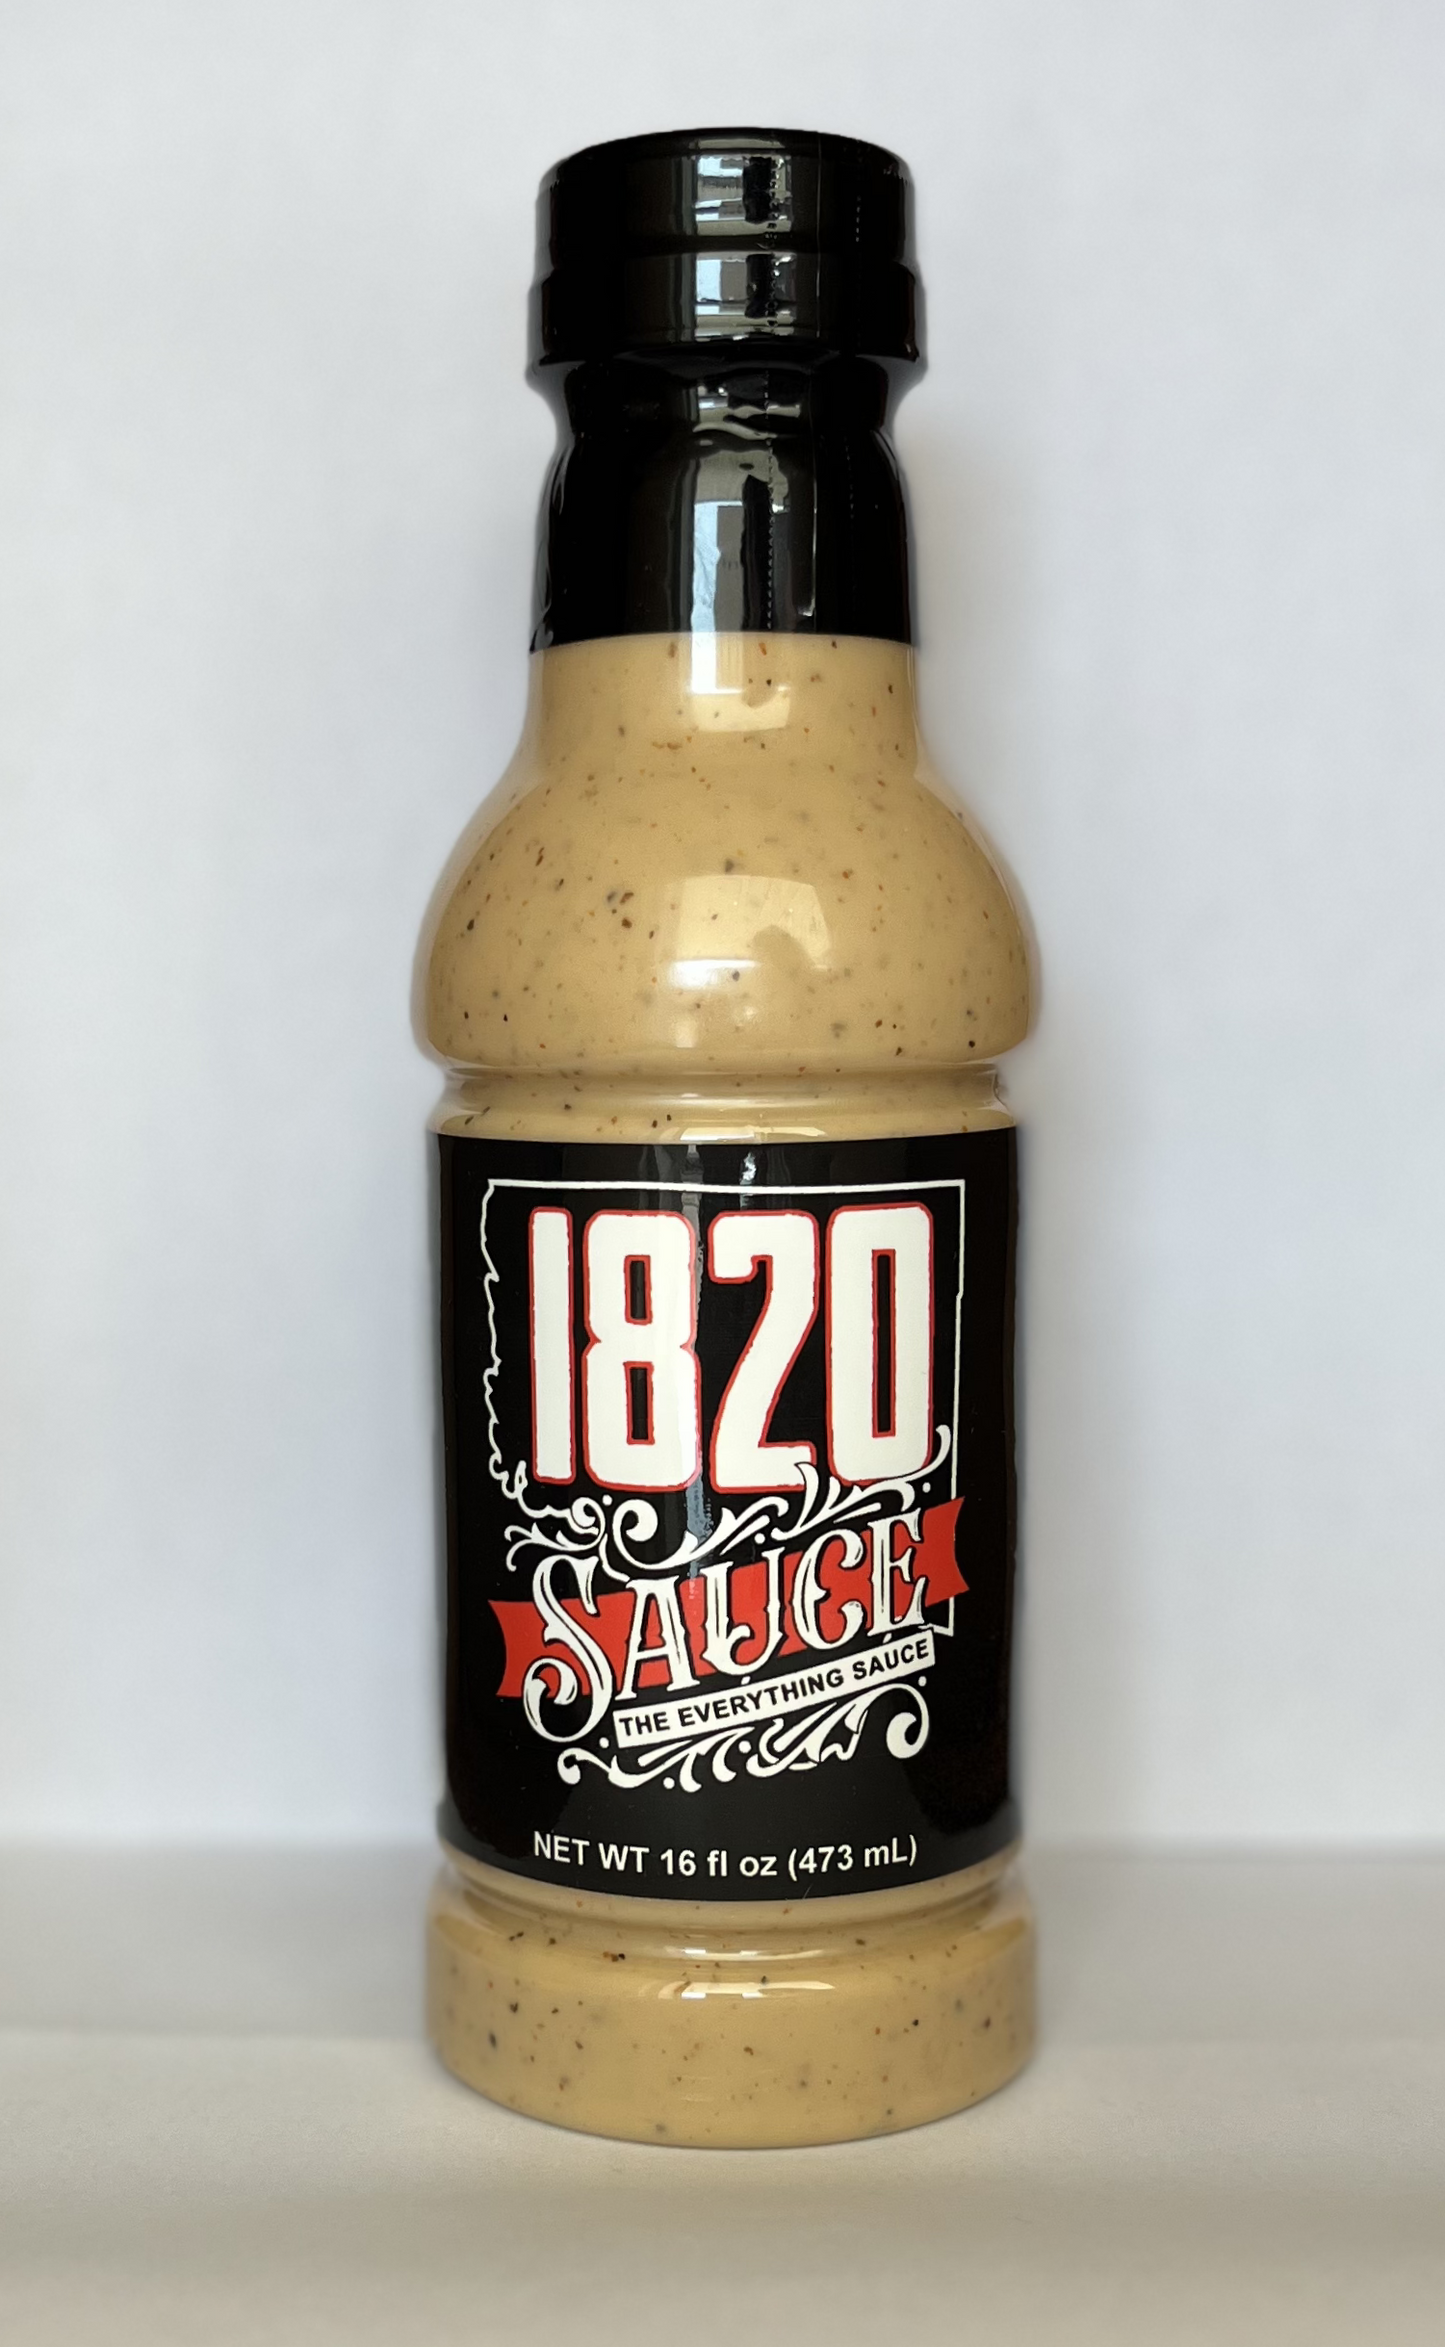 1820
SAUCE
THE EVERYTHING SAUCE
NET WT 16 fl oz (473 mL)